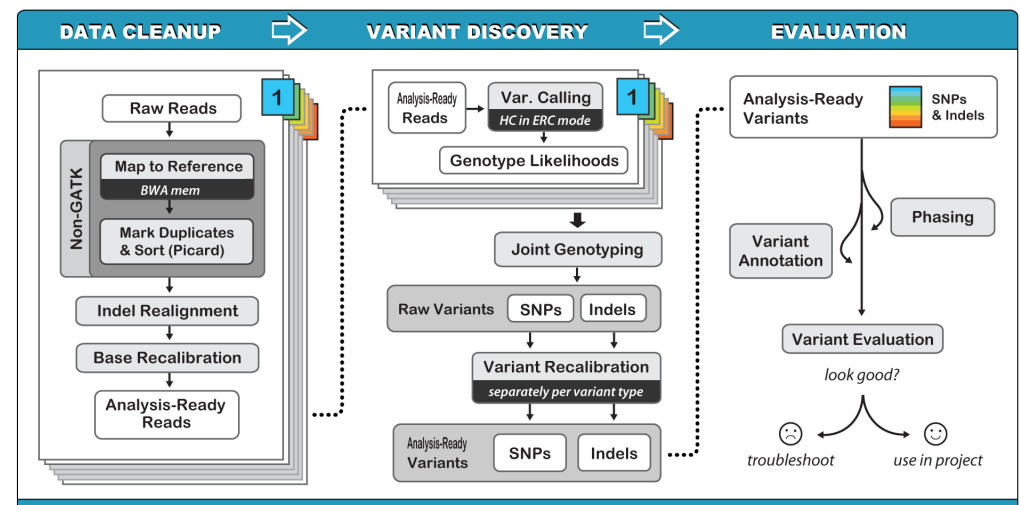 DATA CLEANUP
VARIANT DISCOVERY
EVALUATION
1
Raw Reads
Non-GATK
Map to Reference
BWA mem
Mark Duplicates
& Sort (Picard)
Indel Realignment
Base Recalibration
Analysis-Ready
Reads
1
Analysis-Ready
Reads
Var. Calling
HC in ERC mode
Genotype Likelihoods
Joint Genotyping
Raw Variants
SNPs
Indels
Variant Recalibration
separately per variant type
Analysis-Ready
Variants
SNPs
Indels
Analysis-Ready
Variants
SNPs
& Indels
Phasing
Variant
Annotation
Variant Evaluation
look good?
troubleshoot
use in project